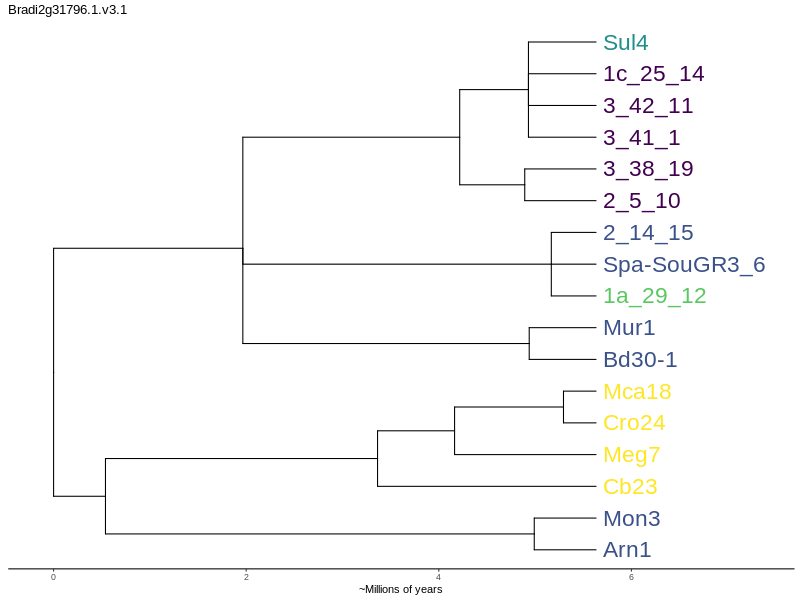 Bradi2g31796.1.v3.1
Sul4
1c_25_14
3_42_11
3_41_1
3_38_19
2_5_10
2_14_15
Spa-SouGR3_6
1a_29_12
Mur1
Bd30-1
Mca18
Cro24
Meg7
Cb23
Mon3
Arn1
0 2 4 6
~Millions of years